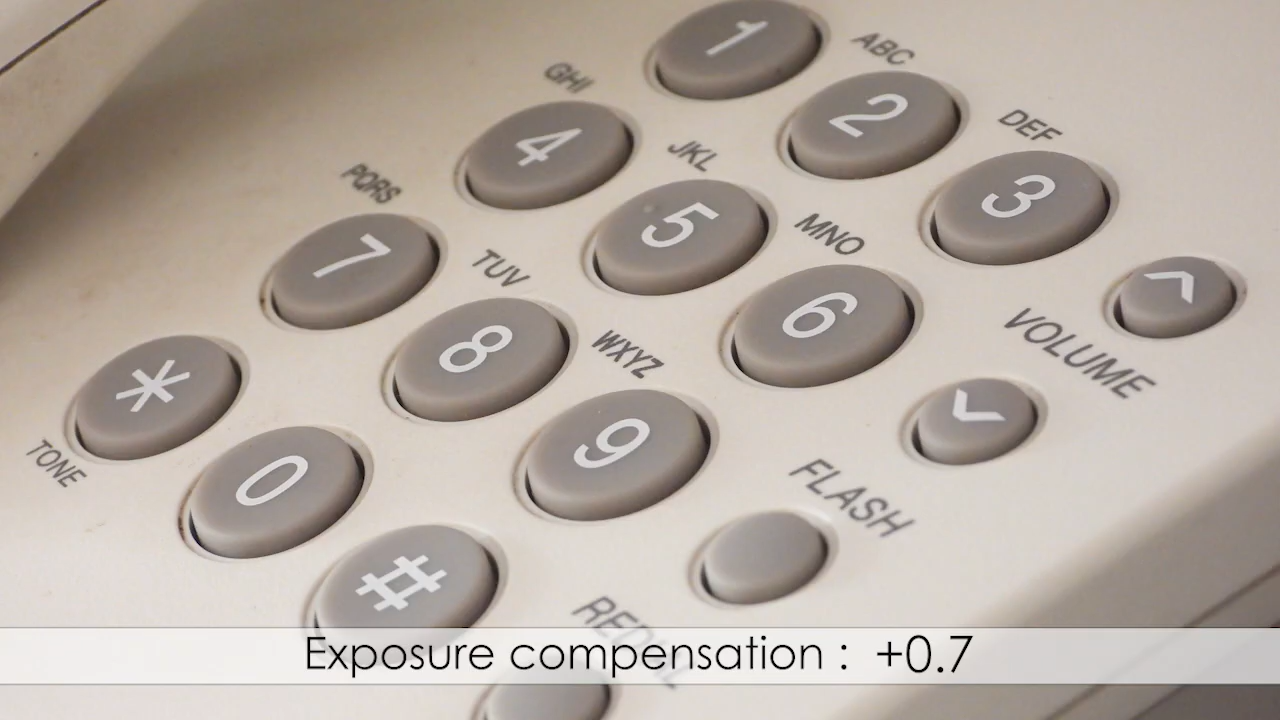 1
ABC
2
DEF
3
GHI
4
JKL
5
MNO
6
PQRS
7
TUV
8
WXYZ
9
*
TONE
0
#
VOLUME
FLASH
REDIAL
Exposure compensation : +0.7